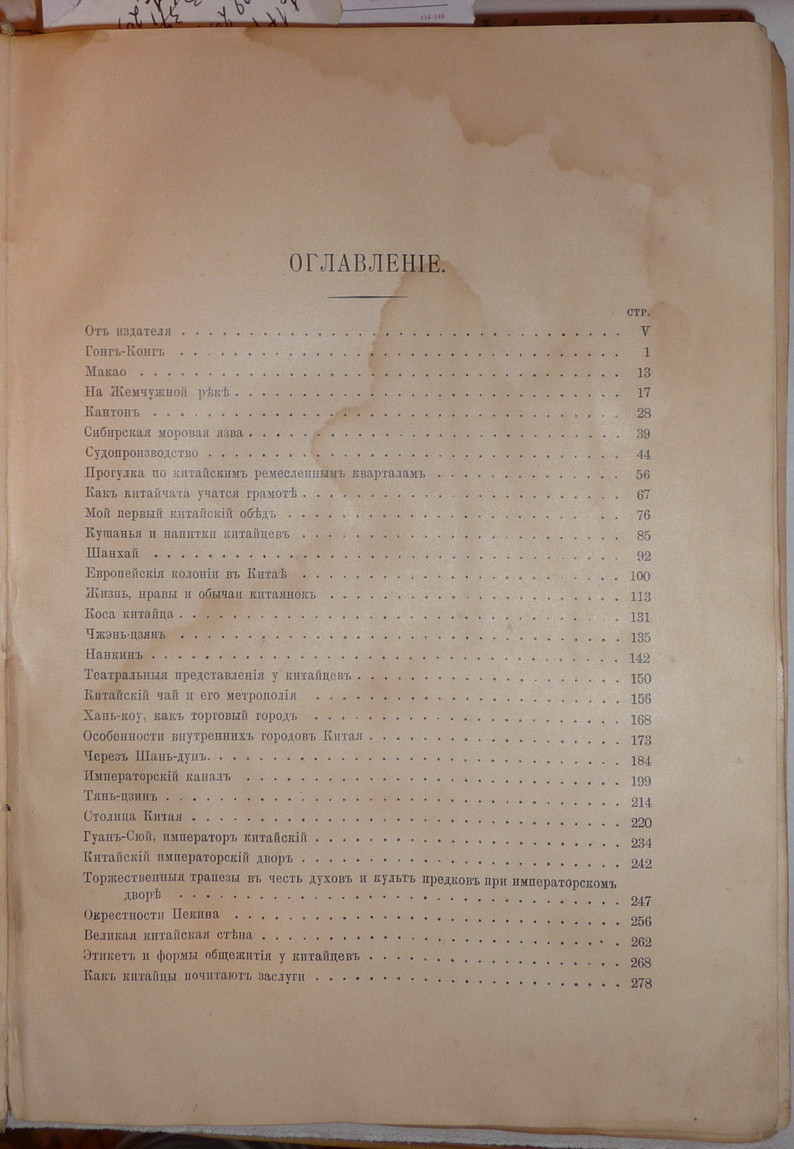 116-249
ОГЛАВЛЕНІЕ.
СТР.
Отъ издателя . . . . . . . . . . . . . . . . . . . . . . . . . . . . . . . . . . V
Гонгъ-Конгъ . . . . . . . . . . . . . . . . . . . . . . . . . . . . . . . . . . 1
Макао . . . . . . . . . . . . . . . . . . . . . . . . . . . . . . . . . . . . . 13
На Жемчужной рѣкѣ . . . . . . . . . . . . . . . . . . . . . . . . . . . . . . 17
Кантонъ . . . . . . . . . . . . . . . . . . . . . . . . . . . . . . . . . . . . 28
Сибирская моровая язва . . . . . . . . . . . . . . . . . . . . . . . . . . . . . 39
Судопроизводство . . . . . . . . . . . . . . . . . . . . . . . . . . . . . . . . 44
Прогулка по китайскимъ ремесленнымъ кварталамъ . . . . . . . . . . . . . . 56
Какъ китайчата учатся грамотѣ . . . . . . . . . . . . . . . . . . . . . . . . . 67
Мой первый китайскій обѣдъ . . . . . . . . . . . . . . . . . . . . . . . . . . 76
Кушанья и напитки китайцевъ . . . . . . . . . . . . . . . . . . . . . . . . . 85
Шанхай . . . . . . . . . . . . . . . . . . . . . . . . . . . . . . . . . . . . 92
Европейскія колоніи въ Китаѣ . . . . . . . . . . . . . . . . . . . . . . . . . 100
Жизнь, нравы и обычаи китаянокъ . . . . . . . . . . . . . . . . . . . . . . . 113
Коса китайца . . . . . . . . . . . . . . . . . . . . . . . . . . . . . . . . . . 131
Чжэнь-цзянъ . . . . . . . . . . . . . . . . . . . . . . . . . . . . . . . . . . 135
Нанкинъ . . . . . . . . . . . . . . . . . . . . . . . . . . . . . . . . . . . . 142
Театральныя представленія у китайцевъ . . . . . . . . . . . . . . . . . . . . . 150
Китайскій чай и его метрополія . . . . . . . . . . . . . . . . . . . . . . . . 156
Хань-коу, какъ торговый городъ . . . . . . . . . . . . . . . . . . . . . . . . 168
Особенности внутреннихъ городовъ Китая . . . . . . . . . . . . . . . . . . . . 173
Черезъ Шань-дунъ. . . . . . . . . . . . . . . . . . . . . . . . . . . . . . . . 184
Императорскій каналъ . . . . . . . . . . . . . . . . . . . . . . . . . . . . . 199
Тянь-цзинъ . . . . . . . . . . . . . . . . . . . . . . . . . . . . . . . . . . . 214
Столица Китая . . . . . . . . . . . . . . . . . . . . . . . . . . . . . . . . . 220
Гуанъ-Сюй, императоръ китайскій . . . . . . . . . . . . . . . . . . . . . . . . 234
Китайскій императорскій дворъ . . . . . . . . . . . . . . . . . . . . . . . . . 242
Торжественныя трапезы въ честь духовъ и культъ предковъ при императорскомъ
дворѣ . . . . . . . . . . . . . . . . . . . . . . . . . . . . . . . . . . 247
Окрестности Пекина . . . . . . . . . . . . . . . . . . . . . . . . . . . . . . 256
Великая китайская стѣна . . . . . . . . . . . . . . . . . . . . . . . . . . . . 262
Этикетъ и формы общежитія у китайцевъ . . . . . . . . . . . . . . . . . . . . 268
Какъ китайцы почитаютъ заслуги . . . . . . . . . . . . . . . . . . . . . . . . 278